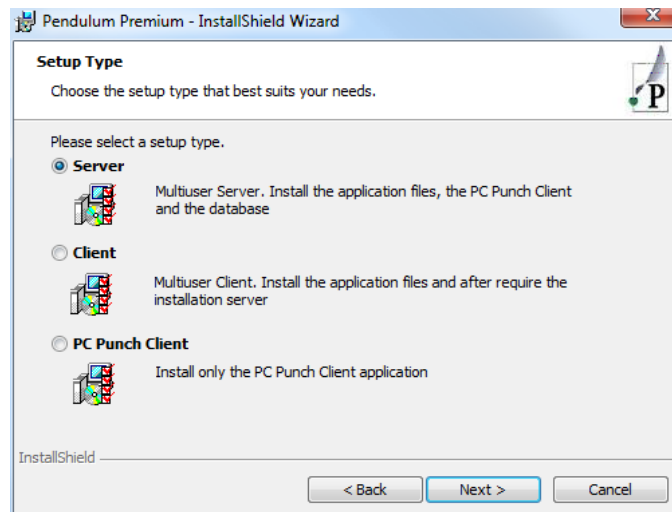 Pendulum Premium - InstallShield Wizard
X
Setup Type
Choose the setup type that best suits your needs.
P
Please select a setup type.
Server
Multiuser Server. Install the application files, the PC Punch Client
and the database
Client
Multiuser Client. Install the application files and after require the
installation server
PC Punch Client
Install only the PC Punch Client application
InstallShield
< Back
Next >
Cancel